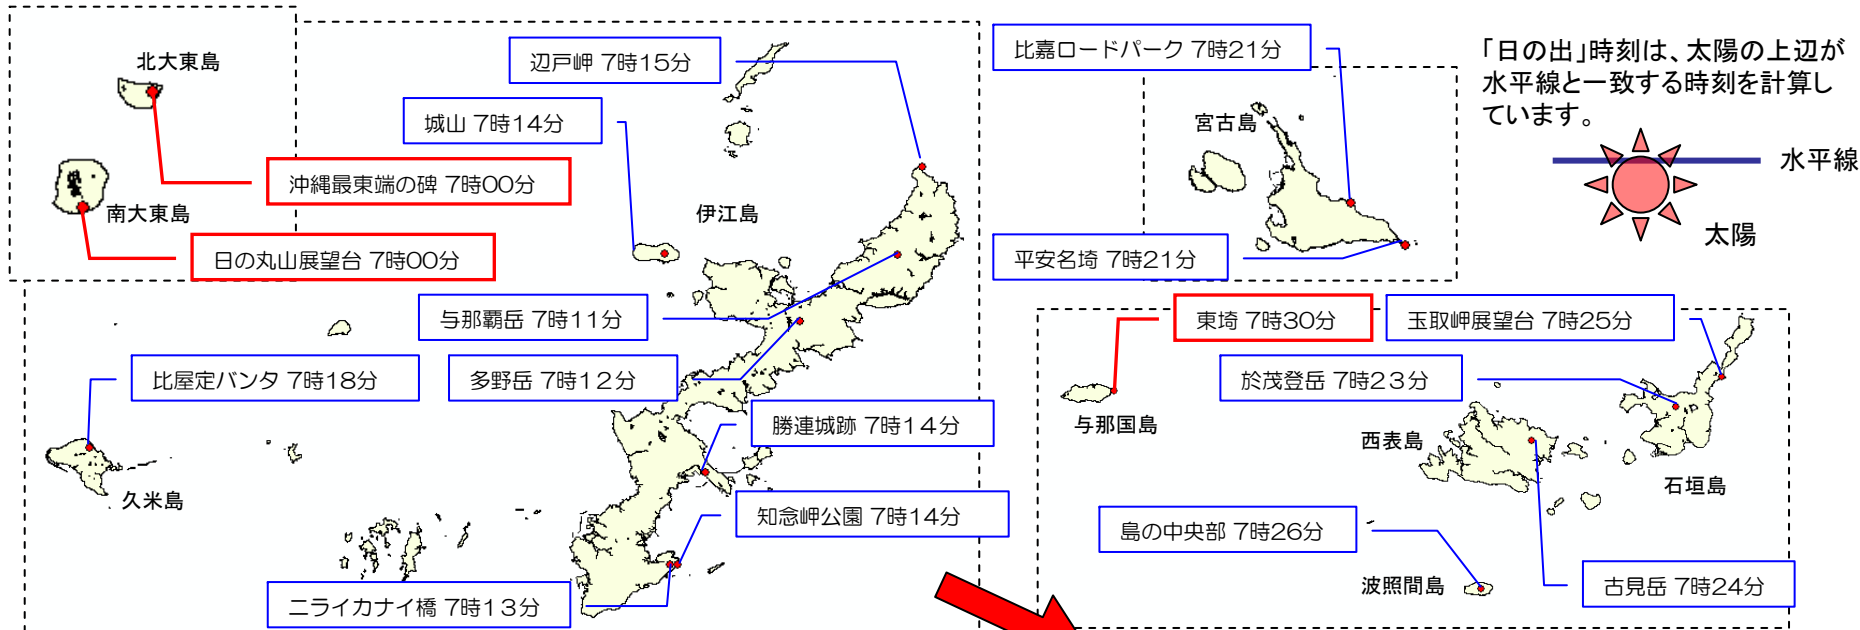 北大東島
沖縄最東端の碑 7時00分
南大東島
日の丸山展望台 7時00分
辺戸岬 7時15分
城山 7時14分
伊江島
与那覇岳 7時11分
多野岳 7時12分
比屋定バンタ 7時18分
久米島
勝連城跡 7時14分
知念岬公園 7時14分
ニライカナイ橋 7時13分
比嘉ロードパーク 7時21分
宮古島
平安名埼 7時21分
「日の出」時刻は、太陽の上辺が
水平線と一致する時刻を計算し
ています。
水平線
太陽
東埼 7時30分
玉取岬展望台 7時25分
於茂登岳 7時23分
与那国島
西表島
石垣島
島の中央部 7時26分
波照間島
古見岳 7時24分